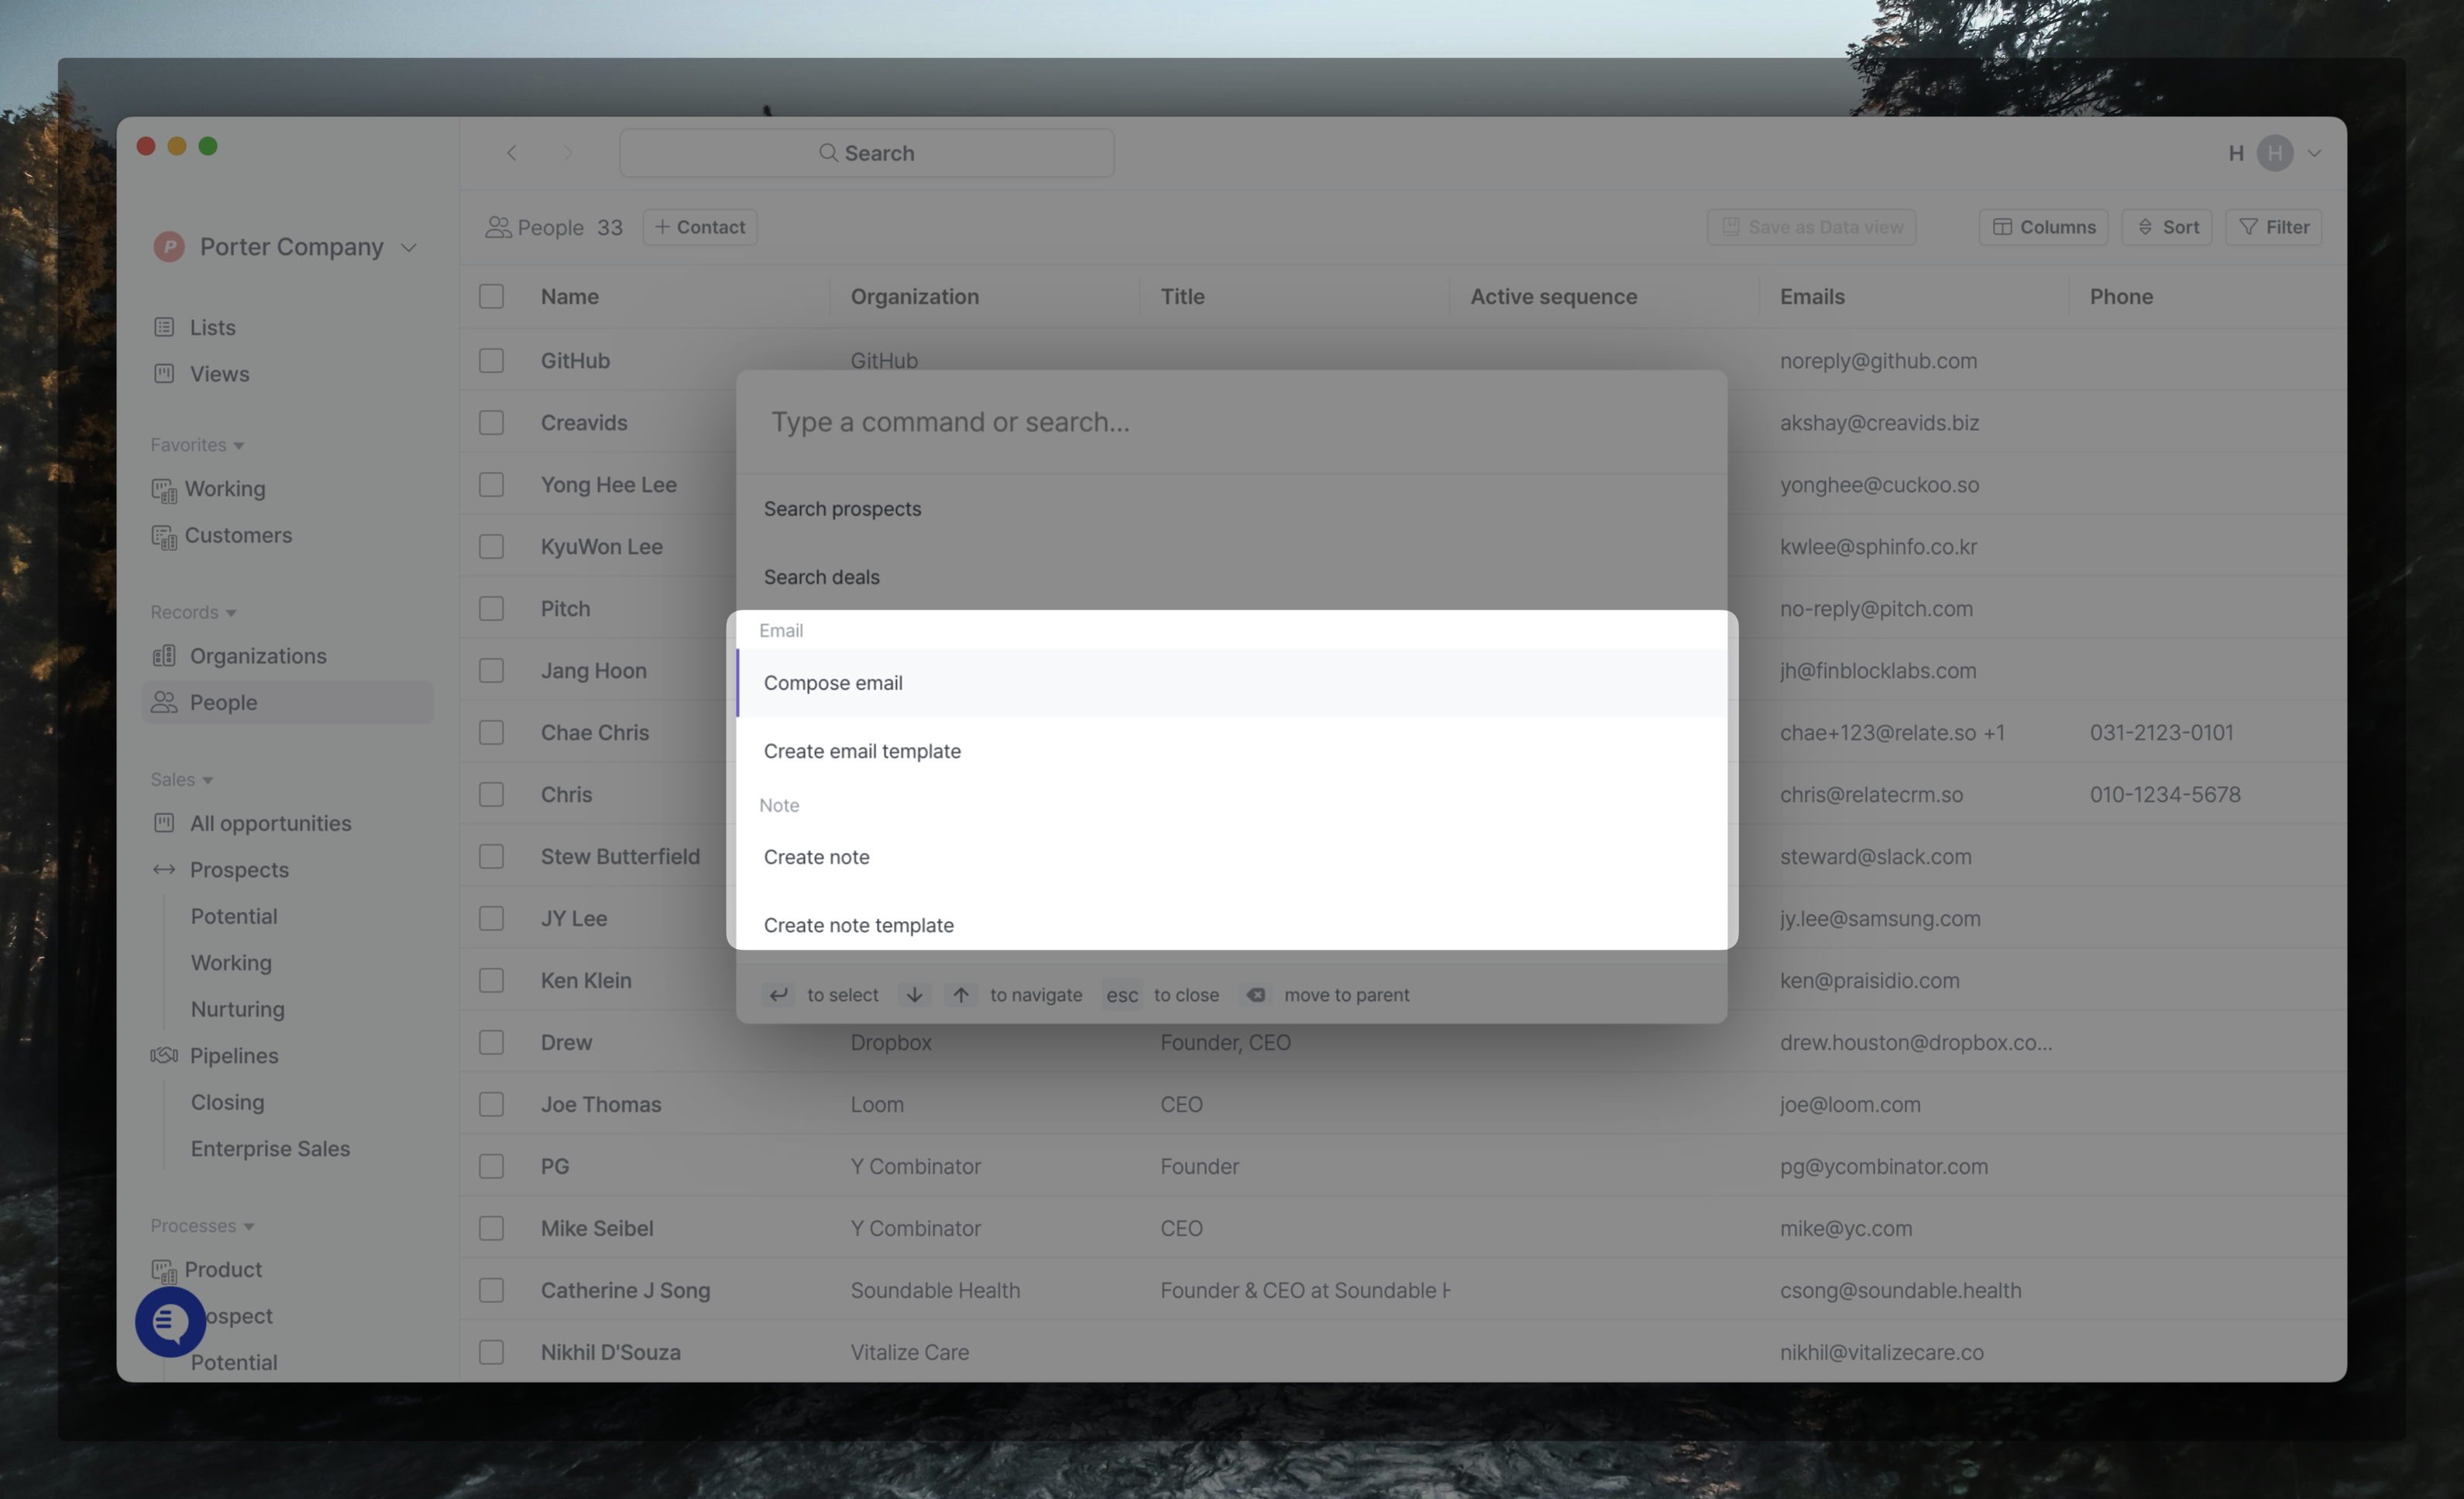 Search
H
H
P
Porter Company
Lists
Views
Favorites
Working
Customers
Records
Organizations
People
Sales
All opportunities
Prospects
Potential
Working
Nurturing
Pipelines
Closing
Enterprise Sales
Processes
Product
ospect
Potential
People 33
+ Contact
Save as Data view
Columns
Sort
Filter
Name Organization Title Active sequence Emails Phone
GitHub GitHub noreply@github.com
Creavids akshay@creavids.biz
Yong Hee Lee yonghee@cuckoo.so
KyuWon Lee kwlee@sphinfo.co.kr
Pitch no-reply@pitch.com
Jang Hoon jh@finblocklabs.com
Chae Chris chae+123@relate.so +1 031-2123-0101
Chris chris@relatecrm.so 010-1234-5678
Stew Butterfield steward@slack.com
JY Lee jy.lee@samsung.com
Ken Klein ken@praisidio.com
Drew Dropbox Founder, CEO drew.houston@dropbox.co...
Joe Thomas Loom CEO joe@loom.com
PG Y Combinator Founder pg@ycombinator.com
Mike Seibel Y Combinator CEO mike@yc.com
Catherine J Song Soundable Health Founder & CEO at Soundable H csong@soundable.health
Nikhil D'Souza Vitalize Care nikhil@vitalizecare.co
Type a command or search...
Search prospects
Search deals
Email
Compose email
Create email template
Note
Create note
Create note template
to select to navigate esc to close move to parent